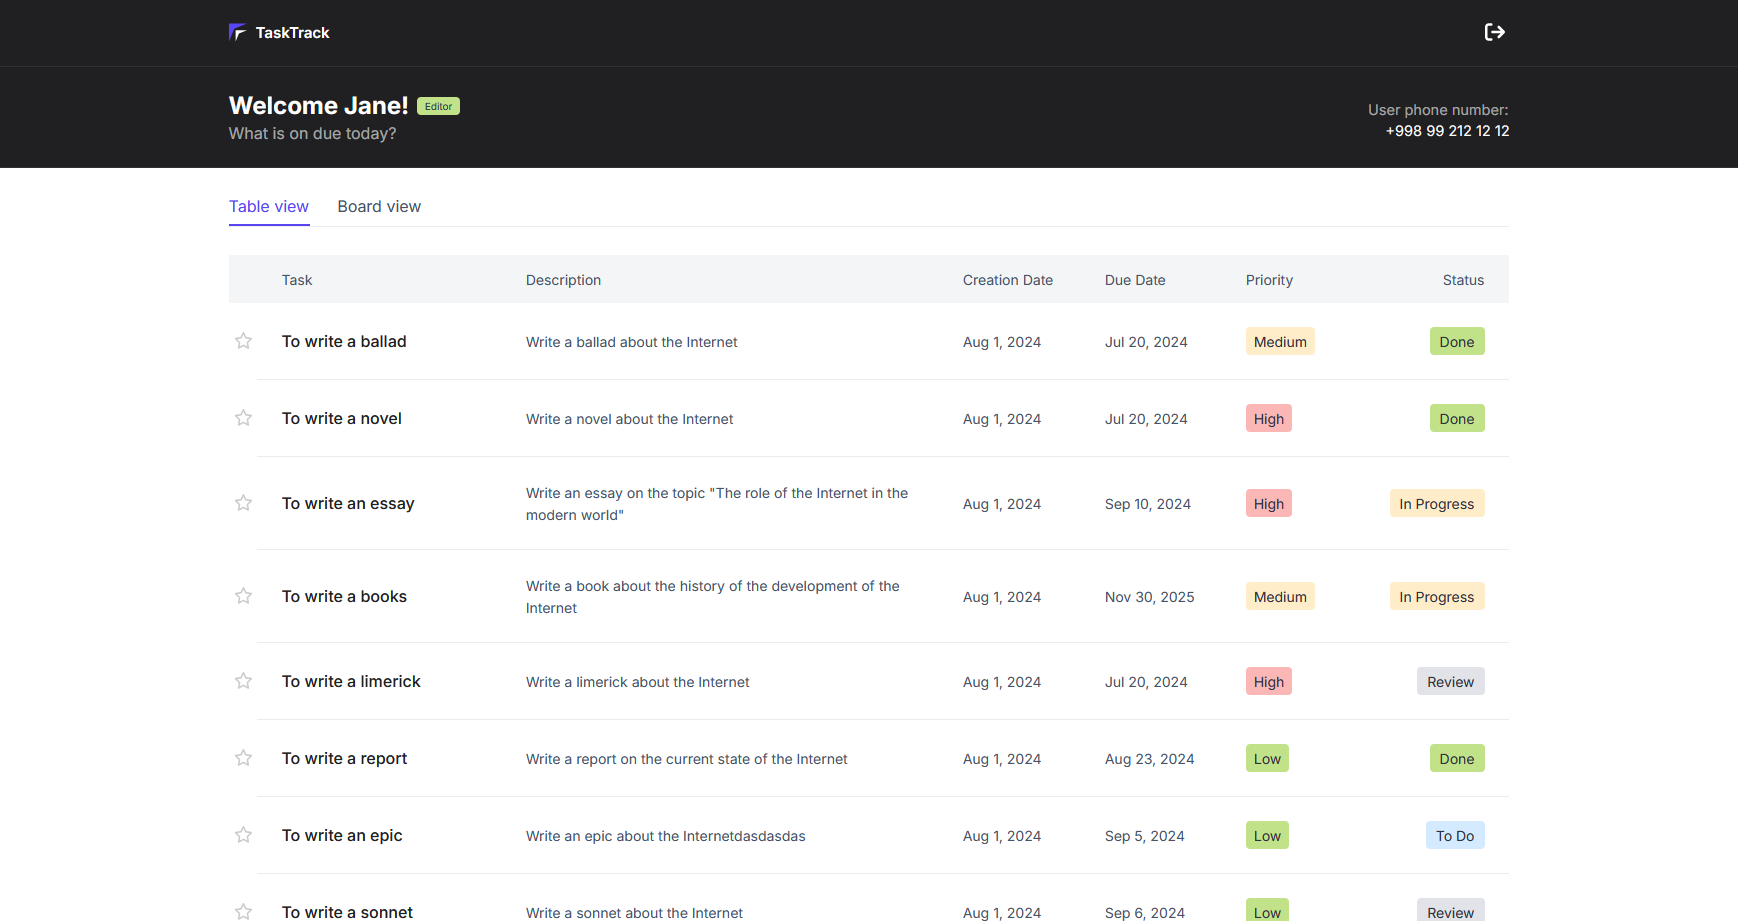 TaskTrack
Welcome Jane! Editor
What is on due today?
User phone number:
+998 99 212 12 12
Table view Board view
Task Description Creation Date Due Date Priority Status
To write a ballad Write a ballad about the Internet Aug 1, 2024 Jul 20, 2024 Medium Done
To write a novel Write a novel about the Internet Aug 1, 2024 Jul 20, 2024 High Done
To write an essay Write an essay on the topic "The role of the Internet in the
modern world" Aug 1, 2024 Sep 10, 2024 High In Progress
To write a books Write a book about the history of the development of the
Internet Aug 1, 2024 Nov 30, 2025 Medium In Progress
To write a limerick Write a limerick about the Internet Aug 1, 2024 Jul 20, 2024 High Review
To write a report Write a report on the current state of the Internet Aug 1, 2024 Aug 23, 2024 Low Done
To write an epic Write an epic about the Internetdasdasdas Aug 1, 2024 Sep 5, 2024 Low To Do
To write a sonnet Write a sonnet about the Internet Aug 1, 2024 Sep 6, 2024 Low Review